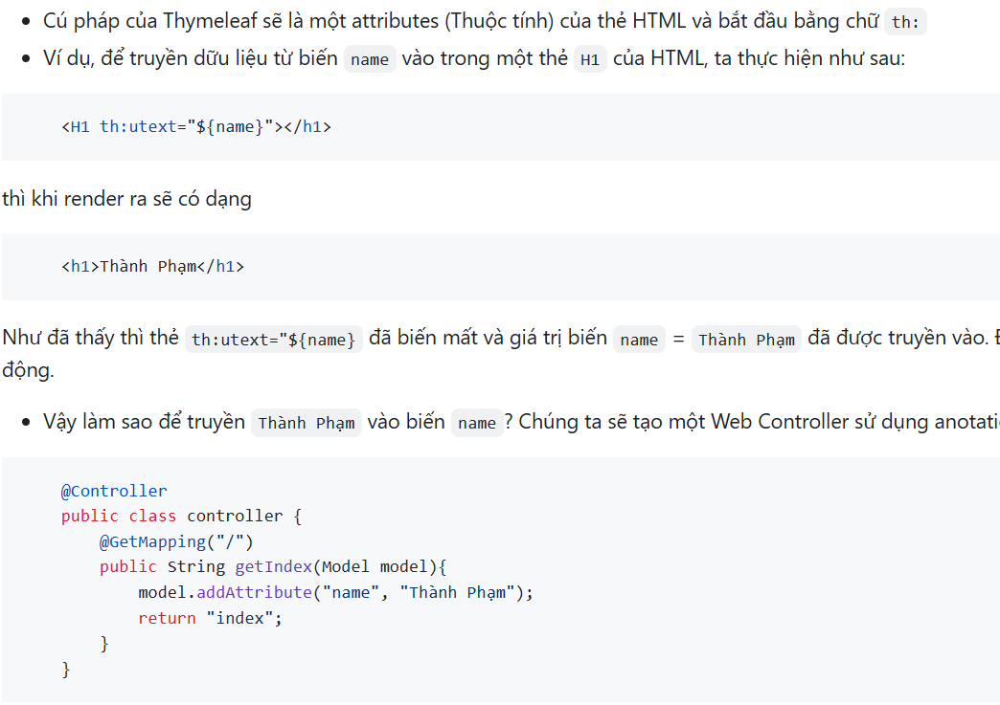 Cú pháp của Thymeleaf sẽ là một attributes (Thuộc tính) của thẻ HTML và bắt đầu bằng chữ th:
Ví dụ, để truyền dữu liệu từ biến name vào trong một thẻ H1 của HTML, ta thực hiện như sau:
<H1 th:utext="${name}"></h1>
thì khi render ra sẽ có dạng
<h1>Thành Phạm</h1>
Như đã thấy thì thẻ th:utext="${name} đã biến mất và giá trị biến name = Thành Phạm đã được truyền vào.
động.
Vậy làm sao để truyền Thành Phạm vào biến name? Chúng ta sẽ tạo một Web Controller sử dụng
@Controller
public class controller {
    @GetMapping("/")
    public String getIndex(Model model){
        model.addAttribute("name", "Thành Phạm");
        return "index";
    }
}